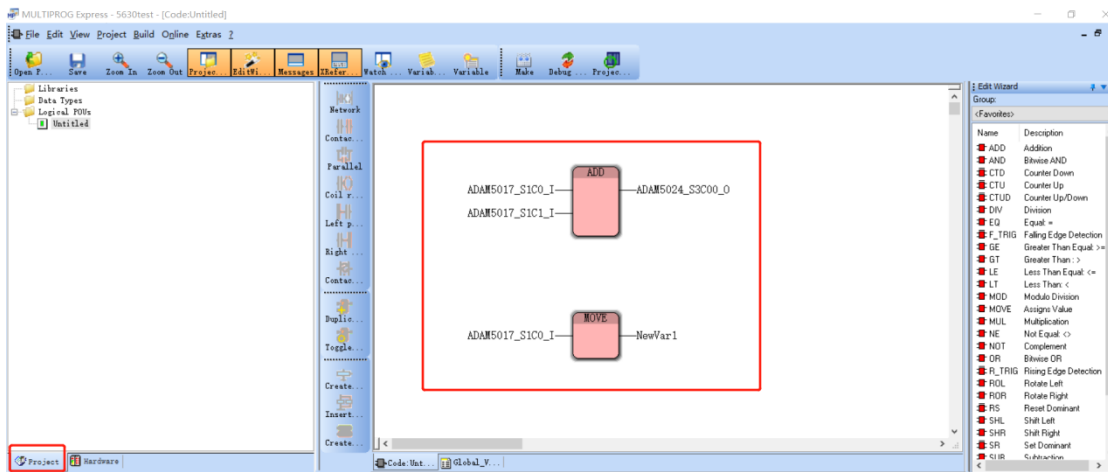 MULTIPROG Express - 5630test - [Code:Untitled]
File Edit View Project Build Online Extras ?
Open P... Save Zoom In Zoom Out Projec... EditWi... Messages XRefer... Watch ... Variab... Variable Make Debug ... Projec...
Libraries
Data Types
Logical POUs
Untitled
Project
Hardware
Network
Contac...
Parallel
Coil r...
Left p...
Right ...
Contac...
Duplic...
Toggle...
Create...
Insert...
Create...
ADD
ADAM5017_S1C0_I
ADAM5024_S3C00_O
ADAM5017_S1C1_I
MOVE
ADAM5017_S1C0_I
NewVar1
Code:Unt...
Global_V...
Edit Wizard
Group:
<Favorites>
Name Description
ADD Addition
AND Bitwise AND
CTD Counter Down
CTU Counter Up
CTUD Counter Up/Down
DIV Division
EQ Equal: =
F_TRIG Falling Edge Detection
GE Greater Than Equal: >=
GT Greater Than : >
LE Less Than Equal: <=
LT Less Than: <
MOD Modulo Division
MOVE Assigns Value
MUL Multiplication
NE Not Equal: <>
NOT Complement
OR Bitwise OR
R_TRIG Rising Edge Detection
ROL Rotate Left
ROR Rotate Right
RS Reset Dominant
SHL Shift Left
SHR Shift Right
SR Set Dominant
SUB Subtraction